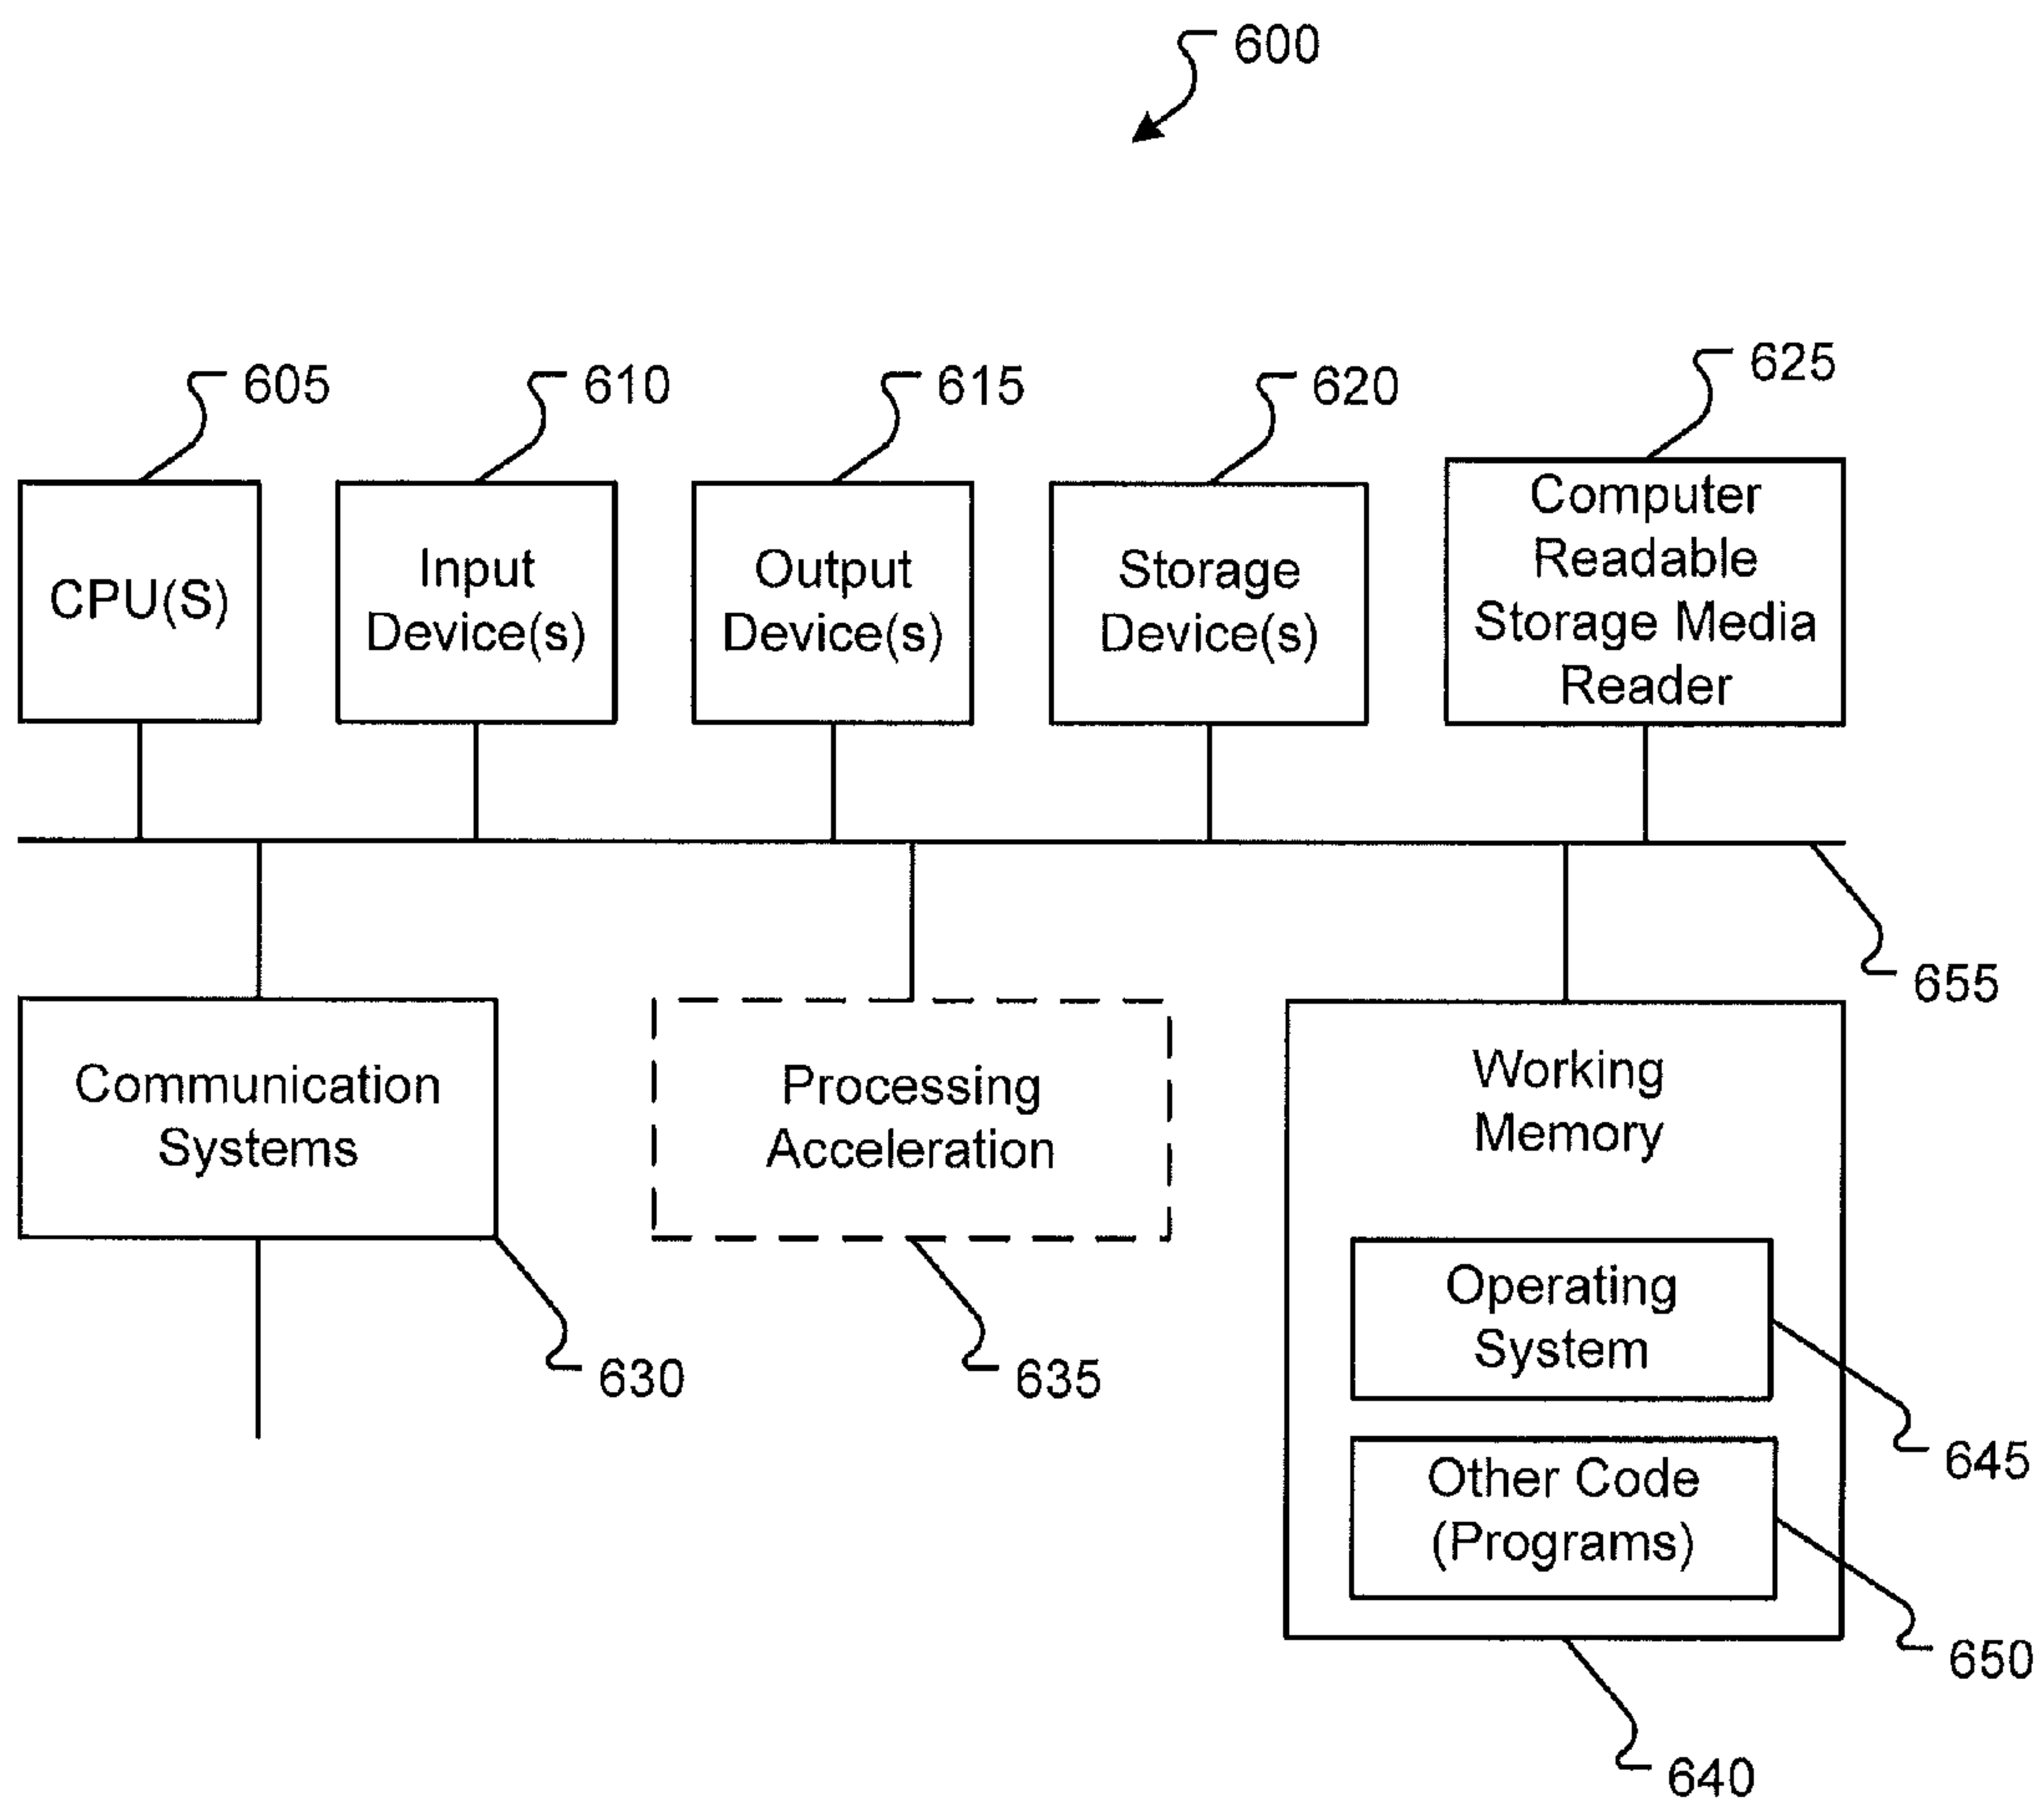 600
605
610
615
620
625
CPU(S)
Input
Device(s)
Output
Device(s)
Storage
Device(s)
Computer
Readable
Storage Media
Reader
655
Communication
Systems
Processing
Acceleration
Working
Memory
Operating
System
Other Code
(Programs)
630
635
645
650
640